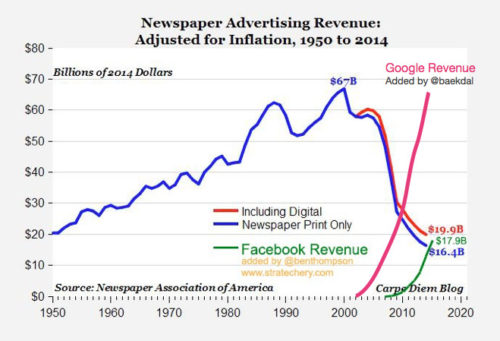 Newspaper Advertising Revenue:
Adjusted for Inflation, 1950 to 2014
$80
Billions of 2014 Dollars
$67B
Google Revenue
Added by @baekdal
$70
$60
$50
$40
$30
Including Digital
Newspaper Print Only
$19.9B
$20
Facebook Revenue
$17.9B
$16.4B
added by @benthompson
www.stratechery.com
$10
Source: Newspaper Association of America
Carpe Diem Blog
$0
1950 1960 1970 1980 1990 2000 2010 2020